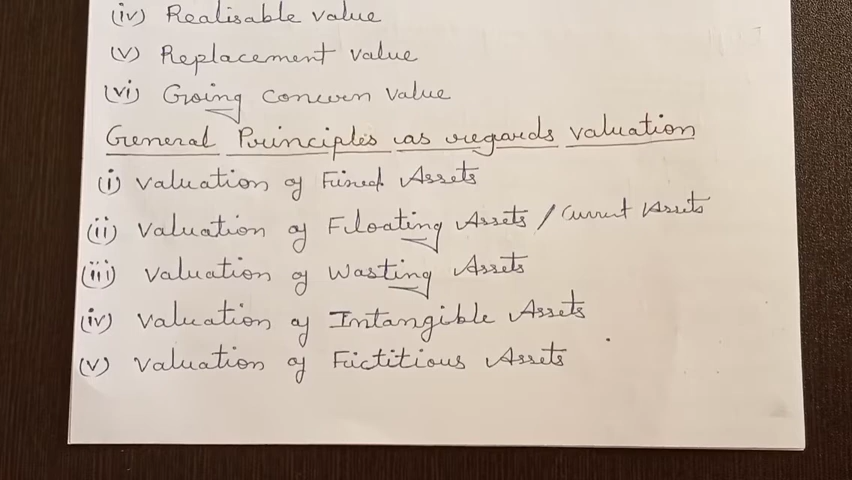 (iv) Realisable value
(v) Replacement value
(vi) Going concern value
General Principles as regards valuation
(i) valuation of Fixed Assets
(ii) valuation of Floating Assets / Current Assets
(iii) valuation of Wasting Assets
(iv) valuation of Intangible Assets
(v) valuation of Fictitious Assets